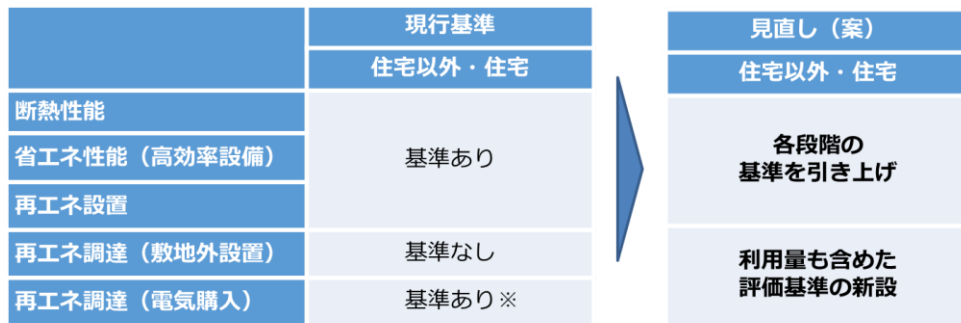 現行基準
住宅以外・住宅
断熱性能
省エネ性能（高効率設備）
再エネ設置
基準あり
再エネ調達（敷地外設置）
基準なし
再エネ調達（電気購入）
基準あり※
見直し（案）
住宅以外・住宅
各段階の
基準を引き上げ
利用量も含めた
評価基準の新設